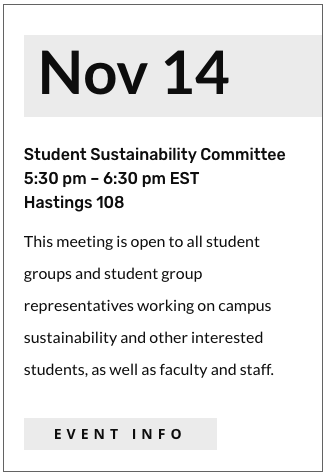 Nov 14
Student Sustainability Committee
5:30 pm – 6:30 pm EST
Hastings 108
This meeting is open to all student
groups and student group
representatives working on campus
sustainability and other interested
students, as well as faculty and staff.
EVENT INFO